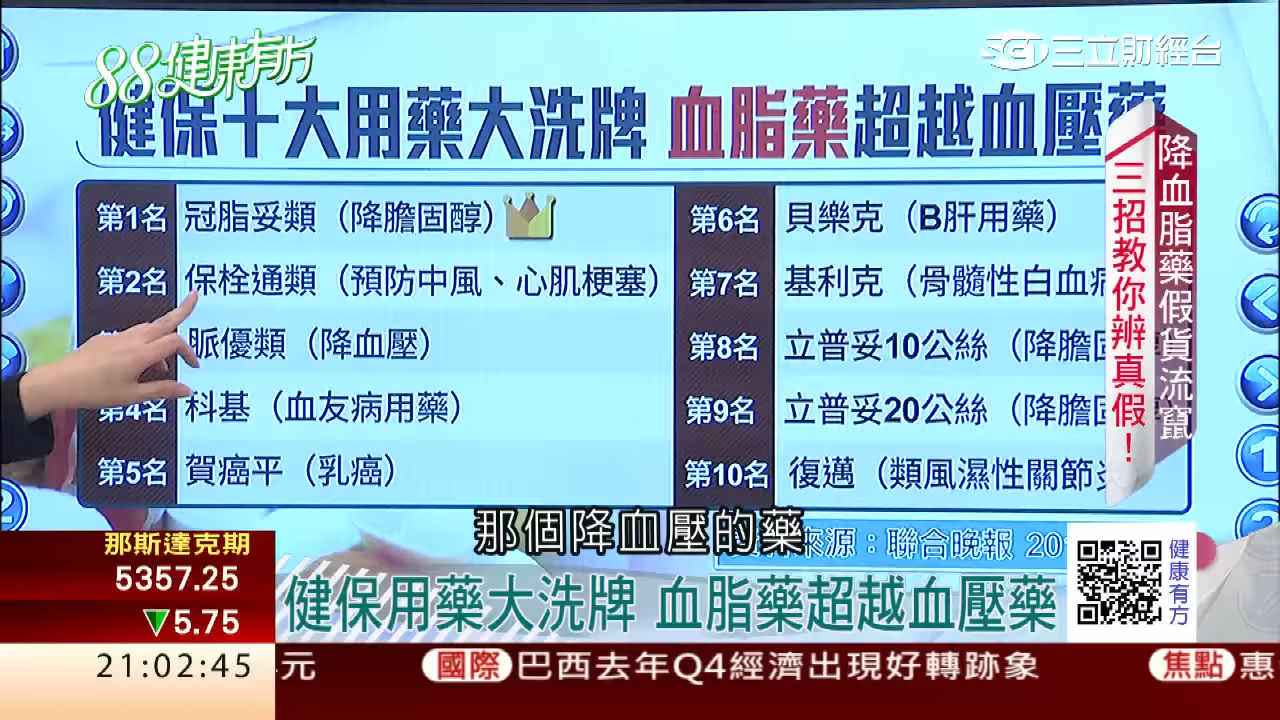 88健康有方
三立財經台
健保十大用藥大洗牌 血脂藥超越血壓藥
第1名 冠脂妥類（降膽固醇）
第2名 保栓通類（預防中風、心肌梗塞）
脈優類（降血壓）
第4名 科基（血友病用藥）
第5名 賀癌平（乳癌）
第6名 貝樂克（B肝用藥）
第7名 基利克（骨髓性白血病
第8名 立普妥10公絲（降膽固
第9名 立普妥20公絲（降膽固
第10名 復邁（類風濕性關節炎
降血脂藥假貨流竄
三招教你辨真假！
來源：聯合晚報 20
那個降血壓的藥
健保用藥大洗牌 血脂藥超越血壓藥
健康有方
那斯達克期
5357.25
▼5.75
21:02:45
元 國際 巴西去年Q4經濟出現好轉跡象 焦點 惠